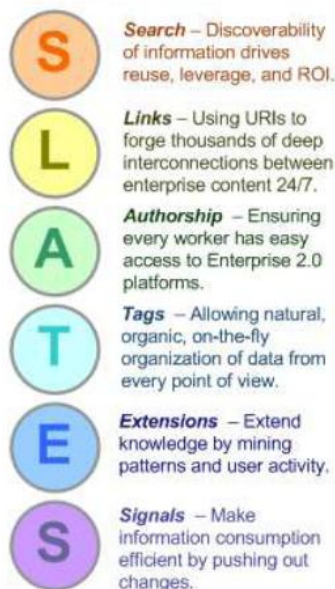 S
Search – Discoverability
of information drives
reuse, leverage, and ROI.
L
Links – Using URIs to
forge thousands of deep
interconnections between
enterprise content 24/7.
A
Authorship – Ensuring
every worker has easy
access to Enterprise 2.0
platforms.
T
Tags – Allowing natural,
organic, on-the-fly
organization of data from
every point of view.
E
Extensions – Extend
knowledge by mining
patterns and user activity.
S
Signals – Make
information consumption
efficient by pushing out
changes.